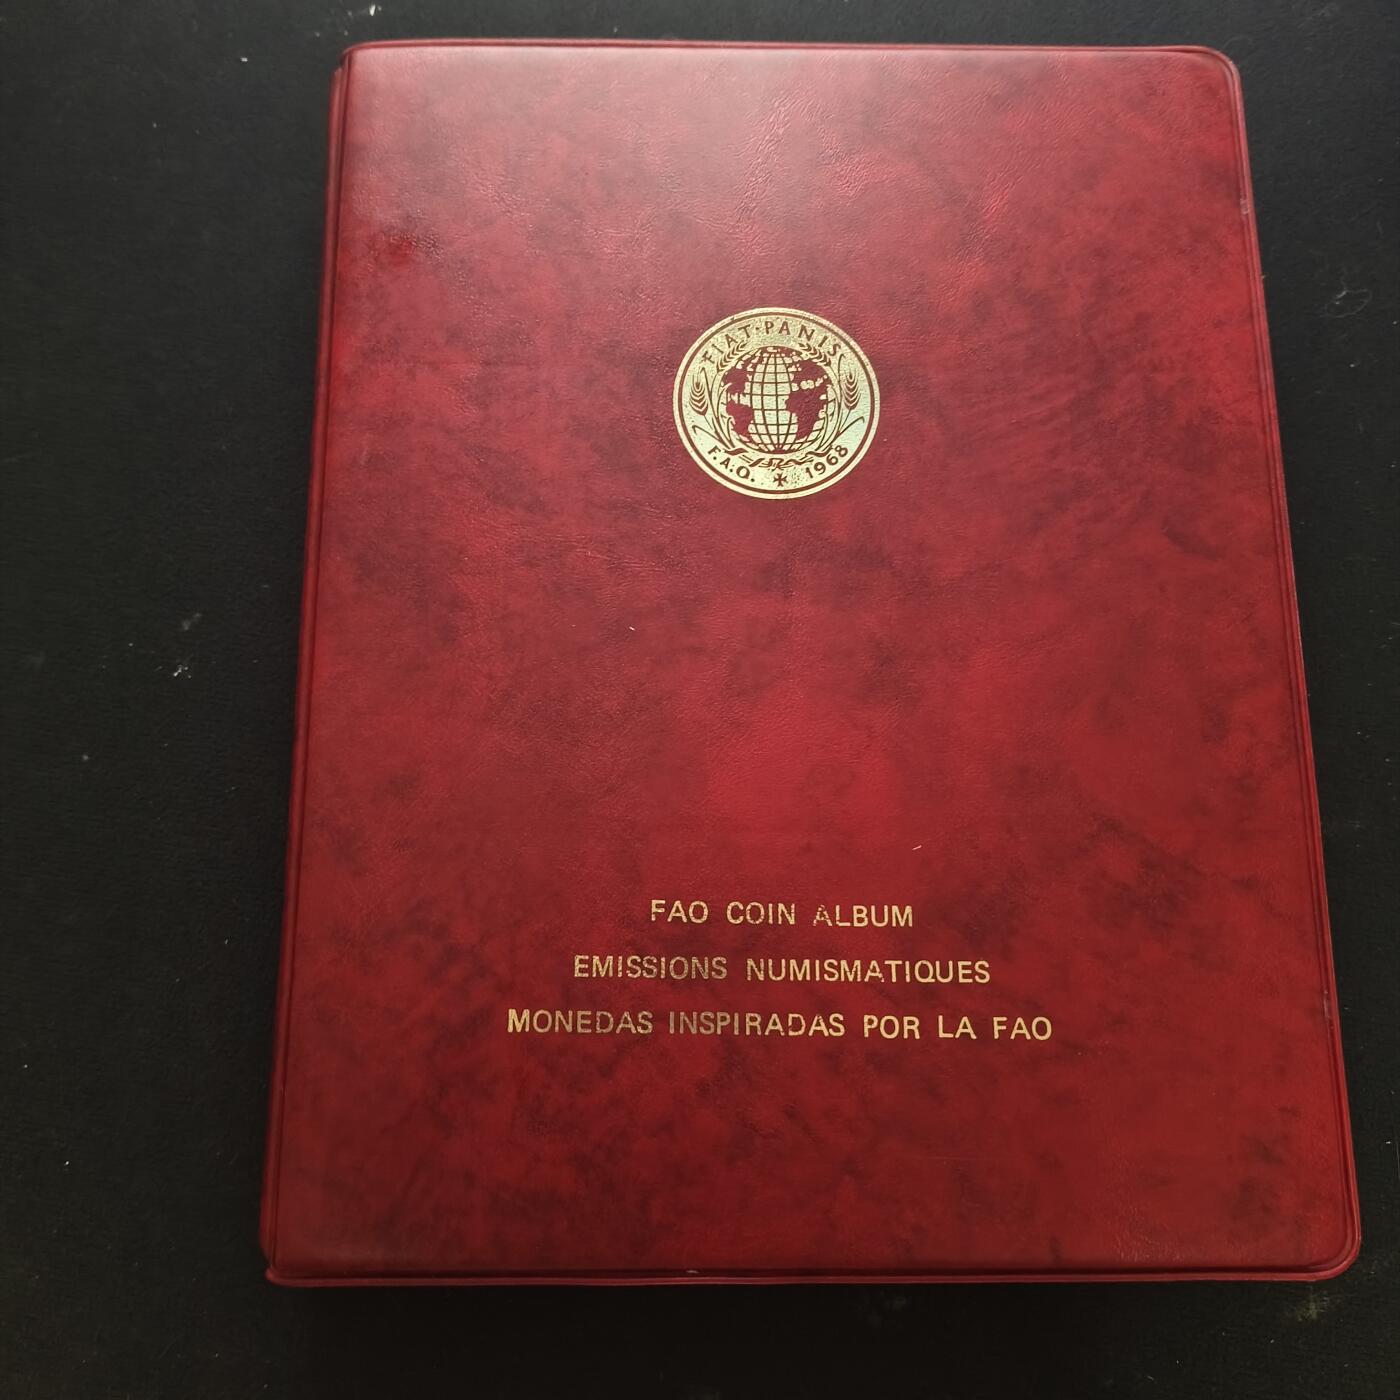 FIAT·PANIS
F.A.O. ✠ 1968
FAO COIN ALBUM
EMISSIONS NUMISMATIQUES
MONEDAS INSPIRADAS POR LA FAO